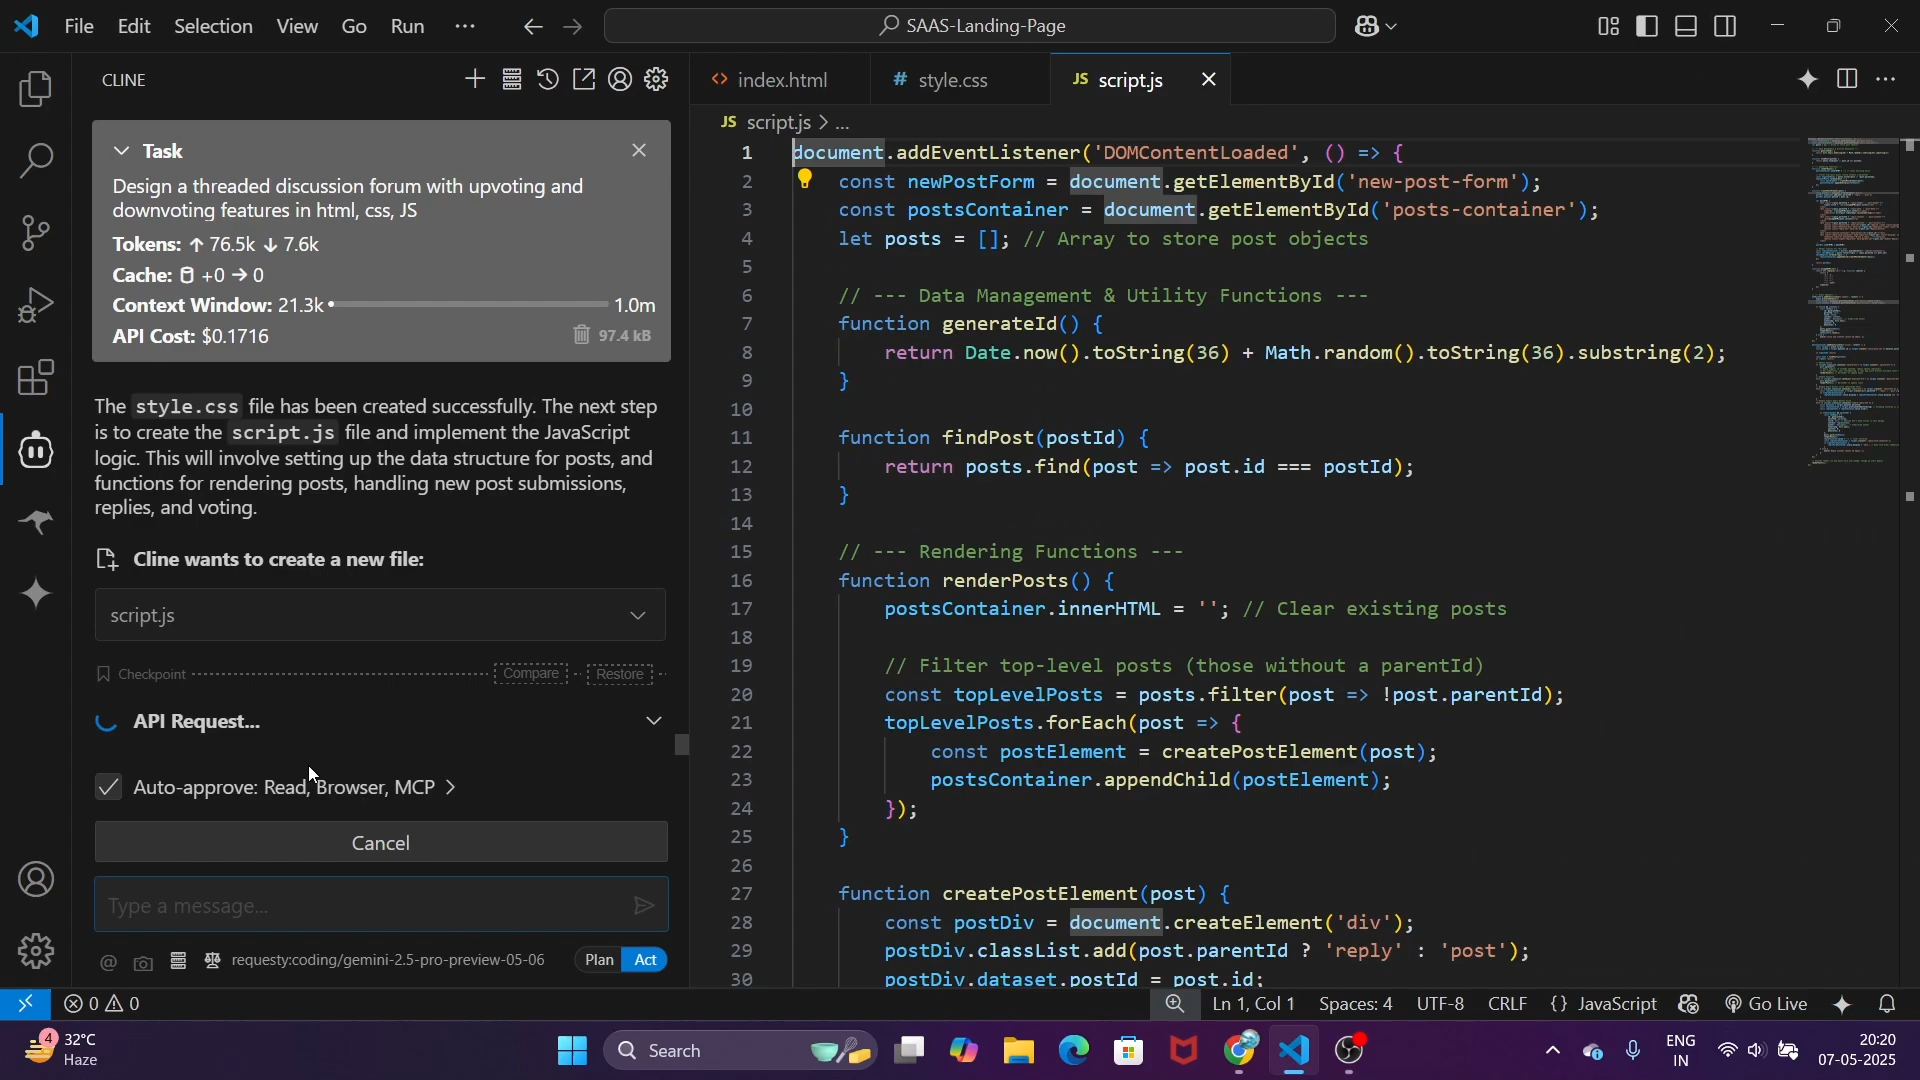 File Edit Selection View Go Run ··· SAAS-Landing-Page
CLINE
Task
Design a threaded discussion forum with upvoting and
downvoting features in html, css, JS
Tokens: ↑ 76.5k ↓ 7.6k
Cache: +0 → 0
Context Window: 21.3k 1.0m
API Cost: $0.1716 97.4 kB
The style.css file has been created successfully. The next step
is to create the script.js file and implement the JavaScript
logic. This will involve setting up the data structure for posts, and
functions for rendering posts, handling new post submissions,
replies, and voting.
Cline wants to create a new file:
script.js
Checkpoint Compare Restore
API Request...
Auto-approve: Read, Browser, MCP >
Cancel
Type a message...
@ requesty:coding/gemini-2.5-pro-preview-05-06 Plan Act
<> index.html # style.css JS script.js
JS script.js > ...
1 document.addEventListener('DOMContentLoaded', () => {
2 const newPostForm = document.getElementById('new-post-form');
3 const postsContainer = document.getElementById('posts-container');
4 let posts = []; // Array to store post objects
5
6 // --- Data Management & Utility Functions ---
7 function generateId() {
8 return Date.now().toString(36) + Math.random().toString(36).substring(2);
9 }
10
11 function findPost(postId) {
12 return posts.find(post => post.id === postId);
13 }
14
15 // --- Rendering Functions ---
16 function renderPosts() {
17 postsContainer.innerHTML = ''; // Clear existing posts
18
19 // Filter top-level posts (those without a parentId)
20 const topLevelPosts = posts.filter(post => !post.parentId);
21 topLevelPosts.forEach(post => {
22 const postElement = createPostElement(post);
23 postsContainer.appendChild(postElement);
24 });
25 }
26
27 function createPostElement(post) {
28 const postDiv = document.createElement('div');
29 postDiv.classList.add(post.parentId ? 'reply' : 'post');
30 postDiv.dataset.postId = post.id;
0 0 Ln 1, Col 1 Spaces: 4 UTF-8 CRLF {} JavaScript Go Live
4 32°C
Haze
Search
ENG
IN
20:20
07-05-2025